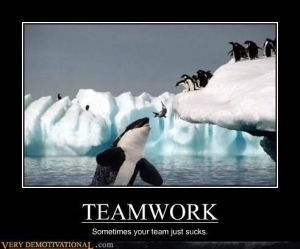 TEAMWORK
Sometimes your team just sucks.
VERY DEMOTIVATIONAL.com